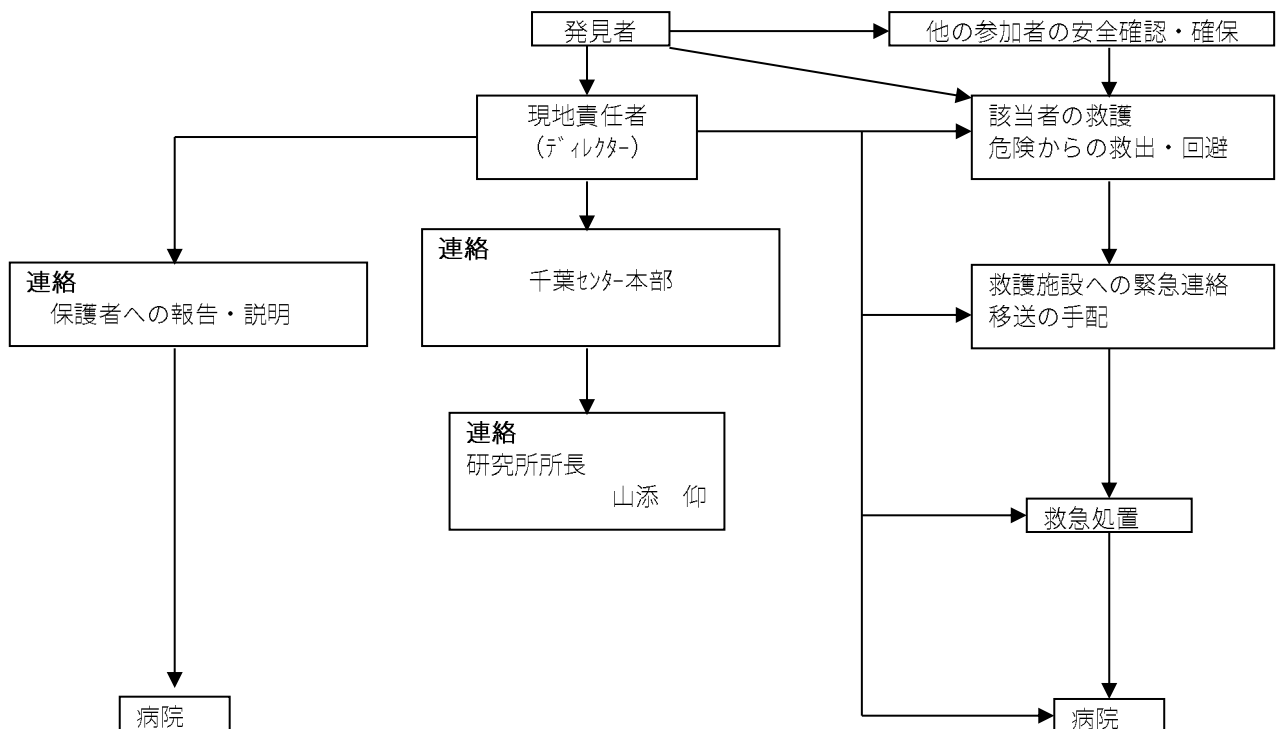 発見者
他の参加者の安全確認・確保
現地責任者
(ﾃﾞｨﾚｸﾀｰ)
該当者の救護
危険からの救出・回避
連絡
千葉ｾﾝﾀｰ本部
連絡
保護者への報告・説明
救護施設への緊急連絡
移送の手配
連絡
研究所所長
山添　仰
救急処置
病院
病院